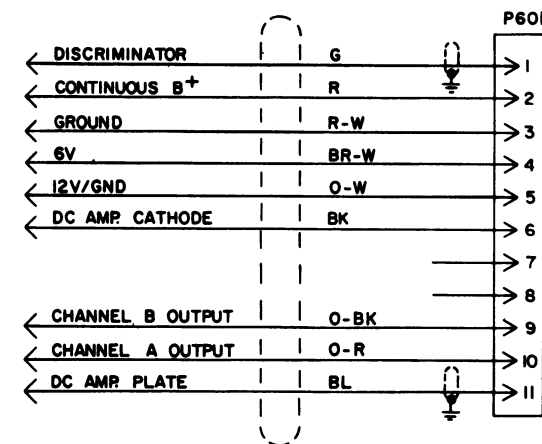 P601
DISCRIMINATOR G 1
CONTINUOUS B+ R 2
GROUND R-W 3
6V BR-W 4
12V/GND O-W 5
DC AMP. CATHODE BK 6
7
8
CHANNEL B OUTPUT O-BK 9
CHANNEL A OUTPUT O-R 10
DC AMP. PLATE BL 11